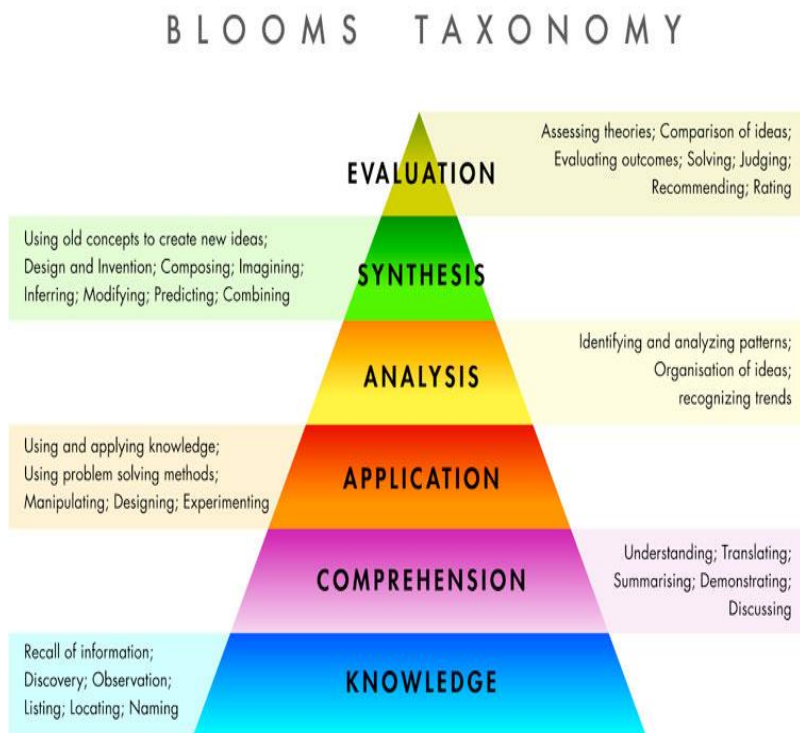 BLOOMS TAXONOMY
EVALUATION
Assessing theories; Comparison of ideas;
Evaluating outcomes; Solving; Judging;
Recommending; Rating
Using old concepts to create new ideas;
Design and Invention; Composing; Imagining;
Inferring; Modifying; Predicting; Combining
SYNTHESIS
ANALYSIS
Identifying and analyzing patterns;
Organisation of ideas;
recognizing trends
Using and applying knowledge;
Using problem solving methods;
Manipulating; Designing; Experimenting
APPLICATION
COMPREHENSION
Understanding; Translating;
Summarising; Demonstrating;
Discussing
Recall of information;
Discovery; Observation;
Listing; Locating; Naming
KNOWLEDGE